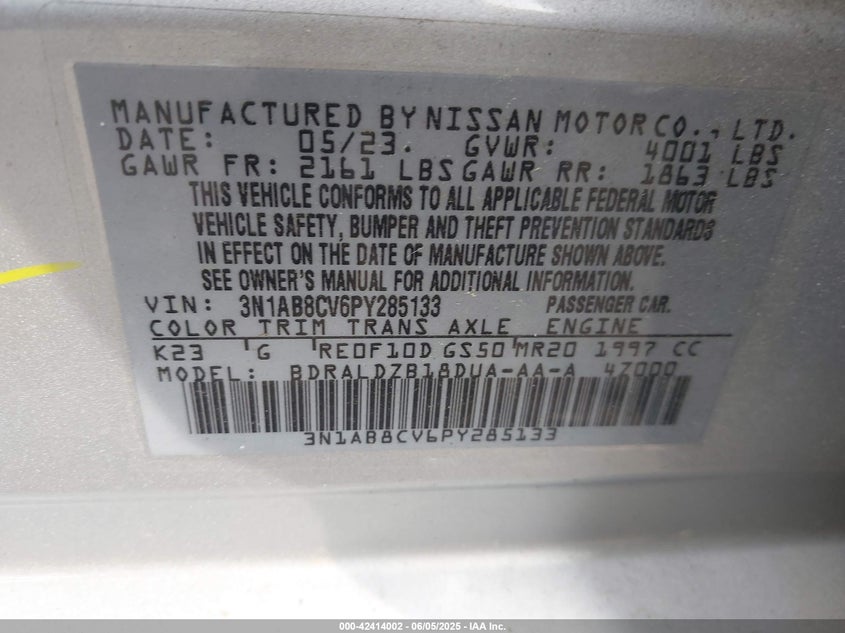 MANUFACTURED BY NISSAN MOTOR CO., LTD.
DATE: 05/23. GVWR: 4001 LBS
GAWR FR: 2161 LBS GAWR RR: 1863 LBS
THIS VEHICLE CONFORMS TO ALL APPLICABLE FEDERAL MOTOR
VEHICLE SAFETY, BUMPER AND THEFT PREVENTION STANDARDS
IN EFFECT ON THE DATE OF MANUFACTURE SHOWN ABOVE.
SEE OWNER'S MANUAL FOR ADDITIONAL INFORMATION.
VIN: 3N1AB8CV6PY285133 PASSENGER CAR.
COLOR TRIM TRANS AXLE ENGINE
K23 G RE0F10D GS50 MR20 1997 CC
MODEL: BDRALDZB18DUA-AA-A 4Z000
3N1AB8CV6PY285133
000-42414002 - 06/05/2025 - IAA Inc.